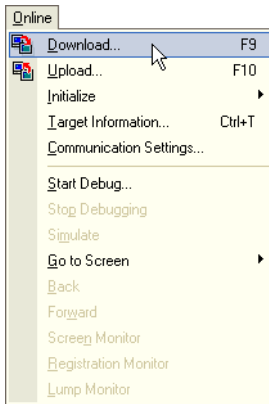 Online
Download... F9
Upload... F10
Initialize
Target Information... Ctrl+T
Communication Settings...
Start Debug...
Stop Debugging
Simulate
Go to Screen
Back
Forward
Screen Monitor
Registration Monitor
Lump Monitor